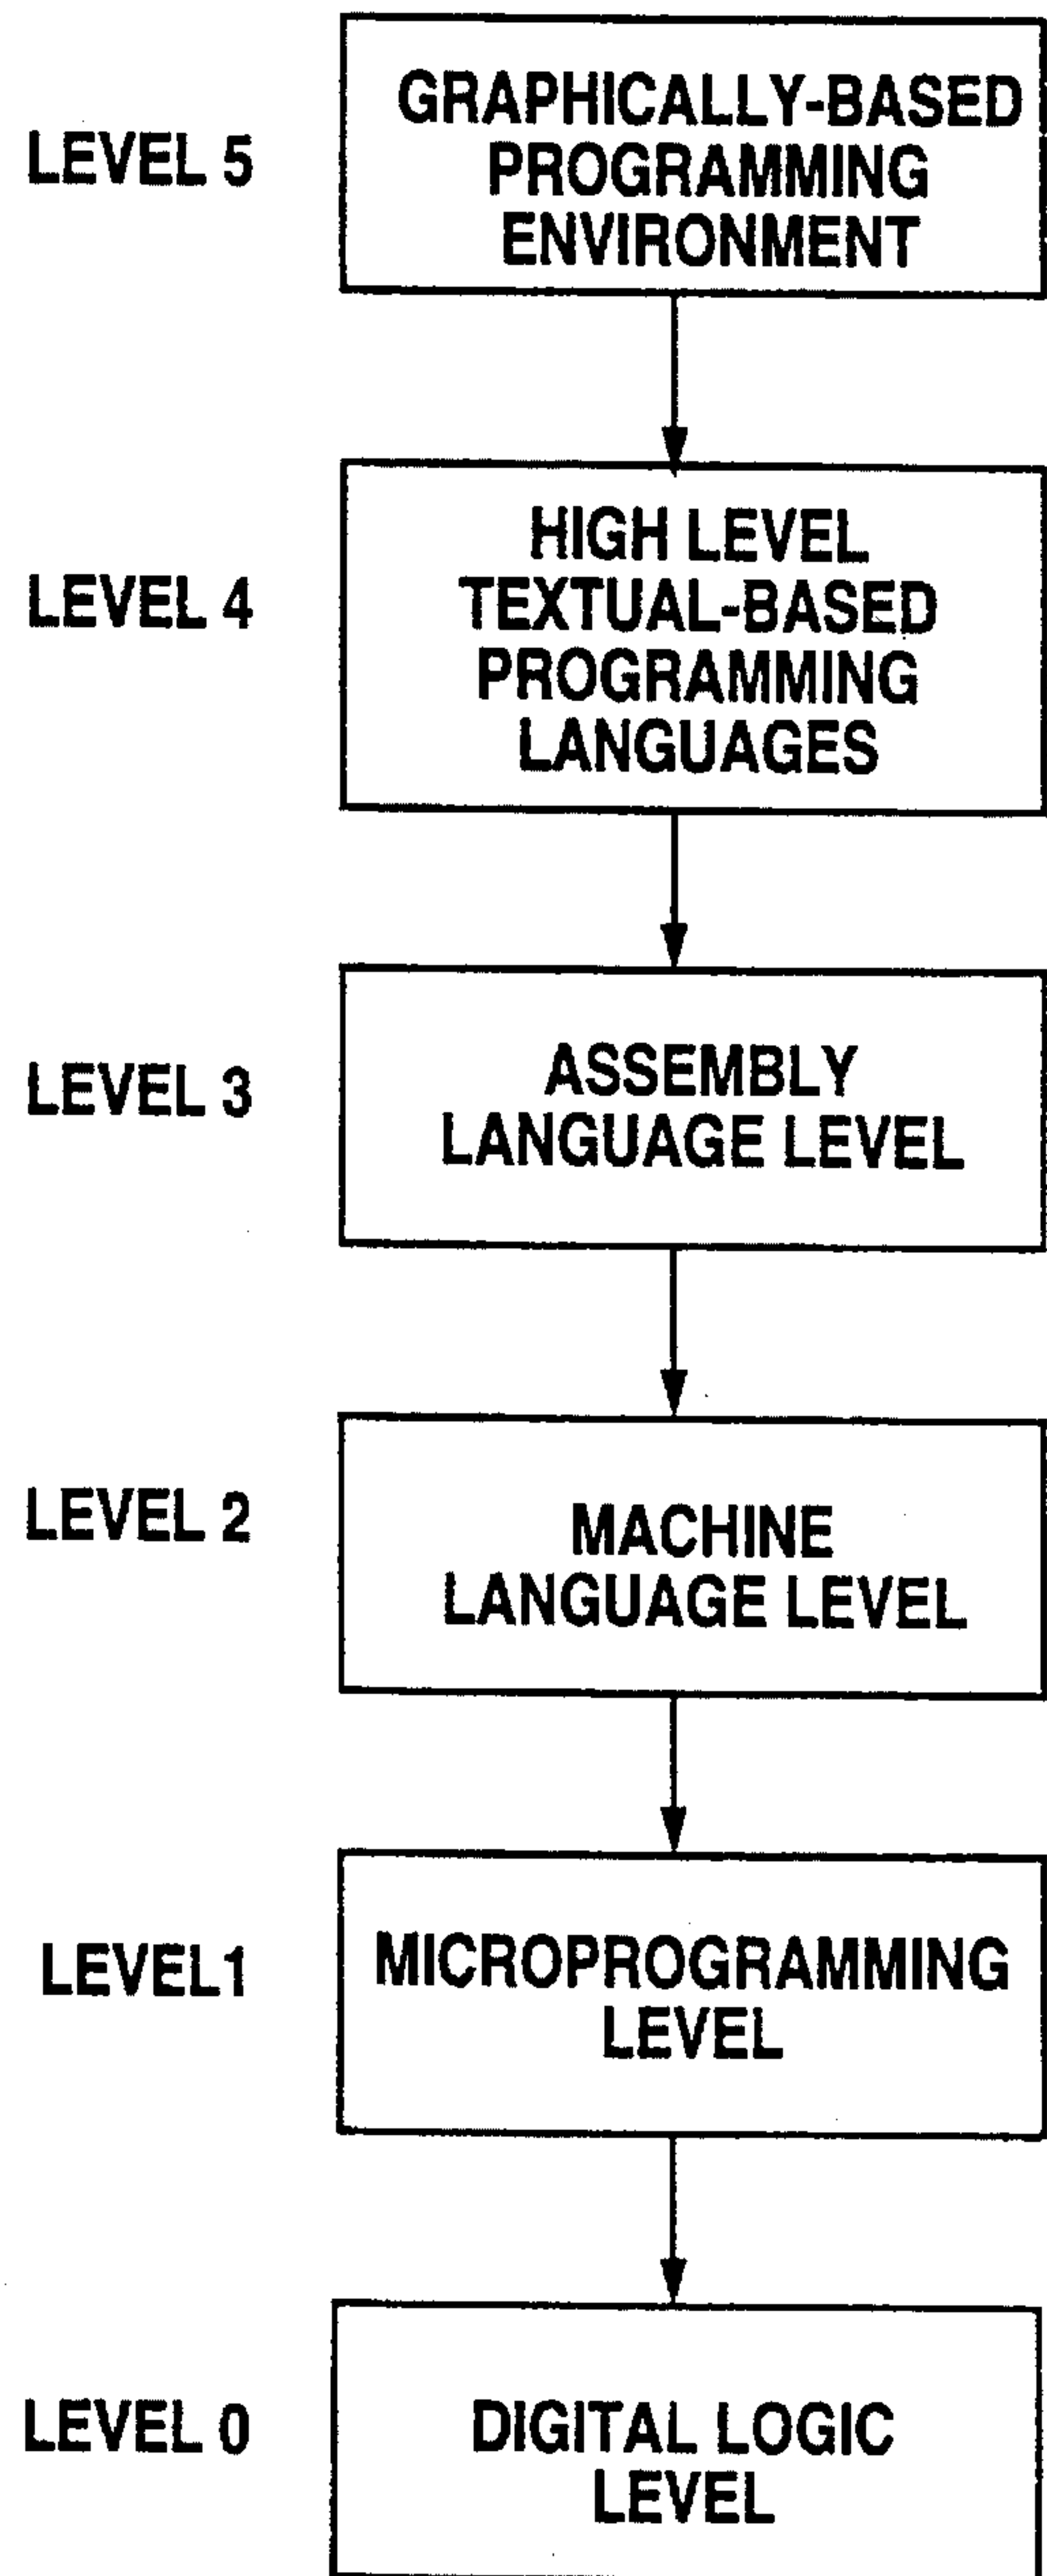 LEVEL 5
GRAPHICALLY-BASED
PROGRAMMING
ENVIRONMENT
LEVEL 4
HIGH LEVEL
TEXTUAL-BASED
PROGRAMMING
LANGUAGES
LEVEL 3
ASSEMBLY
LANGUAGE LEVEL
LEVEL 2
MACHINE
LANGUAGE LEVEL
LEVEL1
MICROPROGRAMMING
LEVEL
LEVEL 0
DIGITAL LOGIC
LEVEL